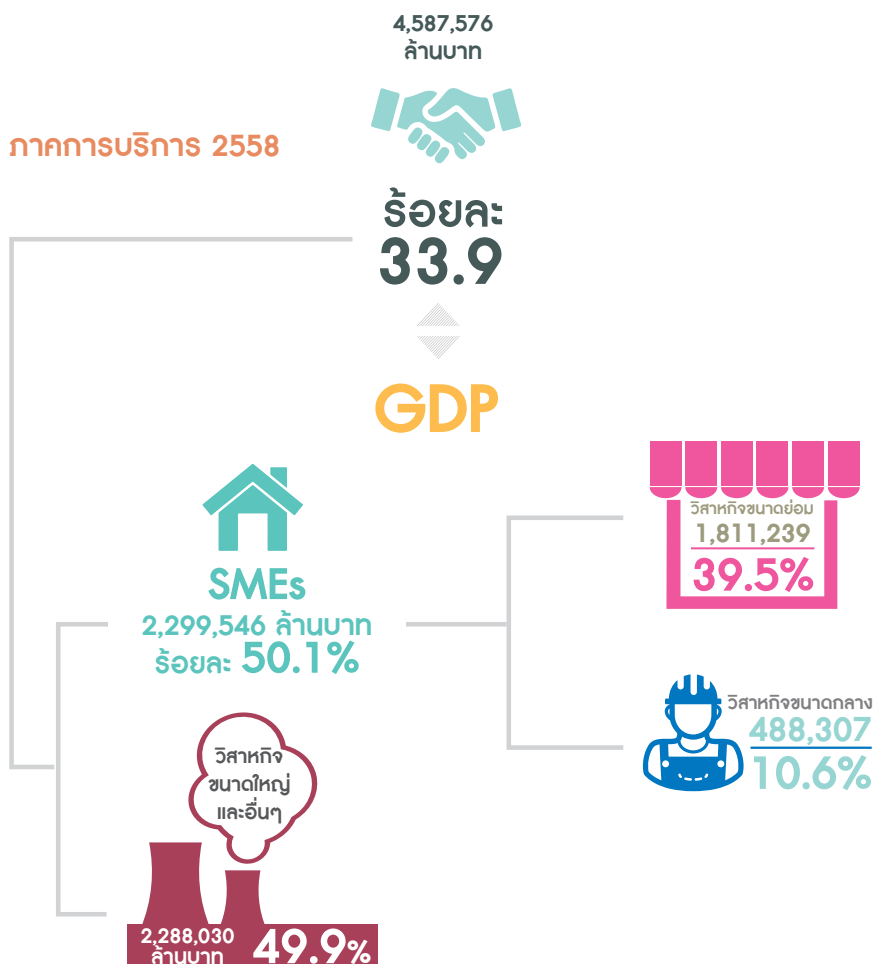 4,587,576
ล้านบาท
ภาคการบริการ 2558
ร้อยละ
33.9
GDP
SMEs
2,299,546 ล้านบาท
ร้อยละ 50.1%
วิสาหกิจขนาดย่อม
1,811,239
39.5%
วิสาหกิจขนาดกลาง
488,307
10.6%
วิสาหกิจ
ขนาดใหญ่
และอื่นๆ
2,288,030
ล้านบาท
49.9%